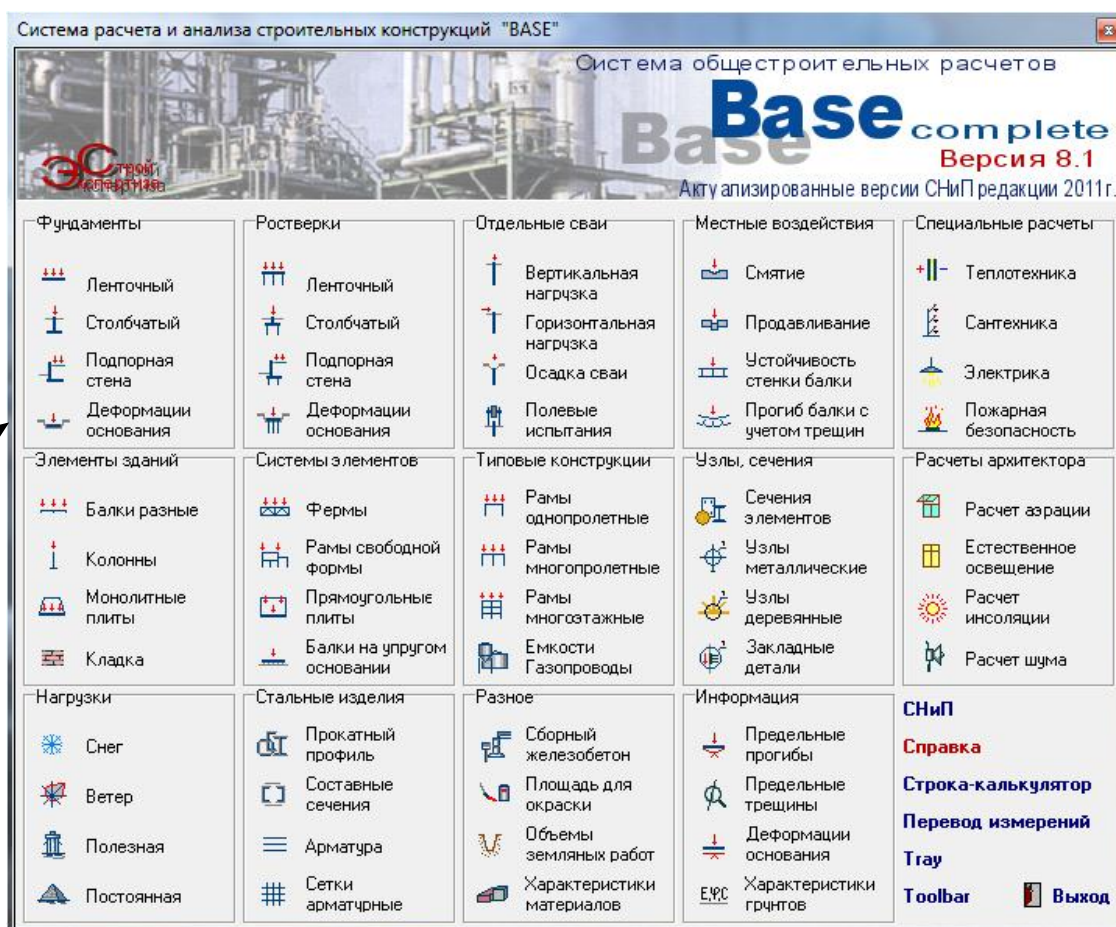 Система расчета и анализа строительных конструкций "BASE"
Система общестроительных расчетов
Base
Base complete
Версия 8.1
Актуализированные версии СНиП редакции 2011г.
Фундаменты
Ленточный
Столбчатый
Подпорная
стена
Деформации
основания
Ростверки
Ленточный
Столбчатый
Подпорная
стена
Деформации
основания
Отдельные сваи
Вертикальная
нагрузка
Горизонтальная
нагрузка
Осадка сваи
Полевые
испытания
Местные воздействия
Смятие
Продавливание
Устойчивость
стенки балки
Прогиб балки с
учетом трещин
Специальные расчеты
Теплотехника
Сантехника
Электрика
Пожарная
безопасность
Элементы зданий
Балки разные
Колонны
Монолитные
плиты
Кладка
Системы элементов
Фермы
Рамы свободной
формы
Прямоугольные
плиты
Балки на упругом
основании
Типовые конструкции
Рамы
однопролетные
Рамы
многопролетные
Рамы
многоэтажные
Емкости
Газопроводы
Узлы, сечения
Сечения
элементов
Узлы
металлические
Узлы
деревянные
Закладные
детали
Расчеты архитектора
Расчет аэрации
Естественное
освещение
Расчет
инсоляции
Расчет шума
Нагрузки
Снег
Ветер
Полезная
Постоянная
Стальные изделия
Прокатный
профиль
Составные
сечения
Арматура
Сетки
арматурные
Разное
Сборный
железобетон
Площадь для
окраски
Объемы
земляных работ
Характеристики
материалов
Информация
Предельные
прогибы
Предельные
трещины
Деформации
основания
E,φ,C
Характеристики
грунтов
СНиП
Справка
Строка-калькулятор
Перевод измерений
Tray
Toolbar
Выход